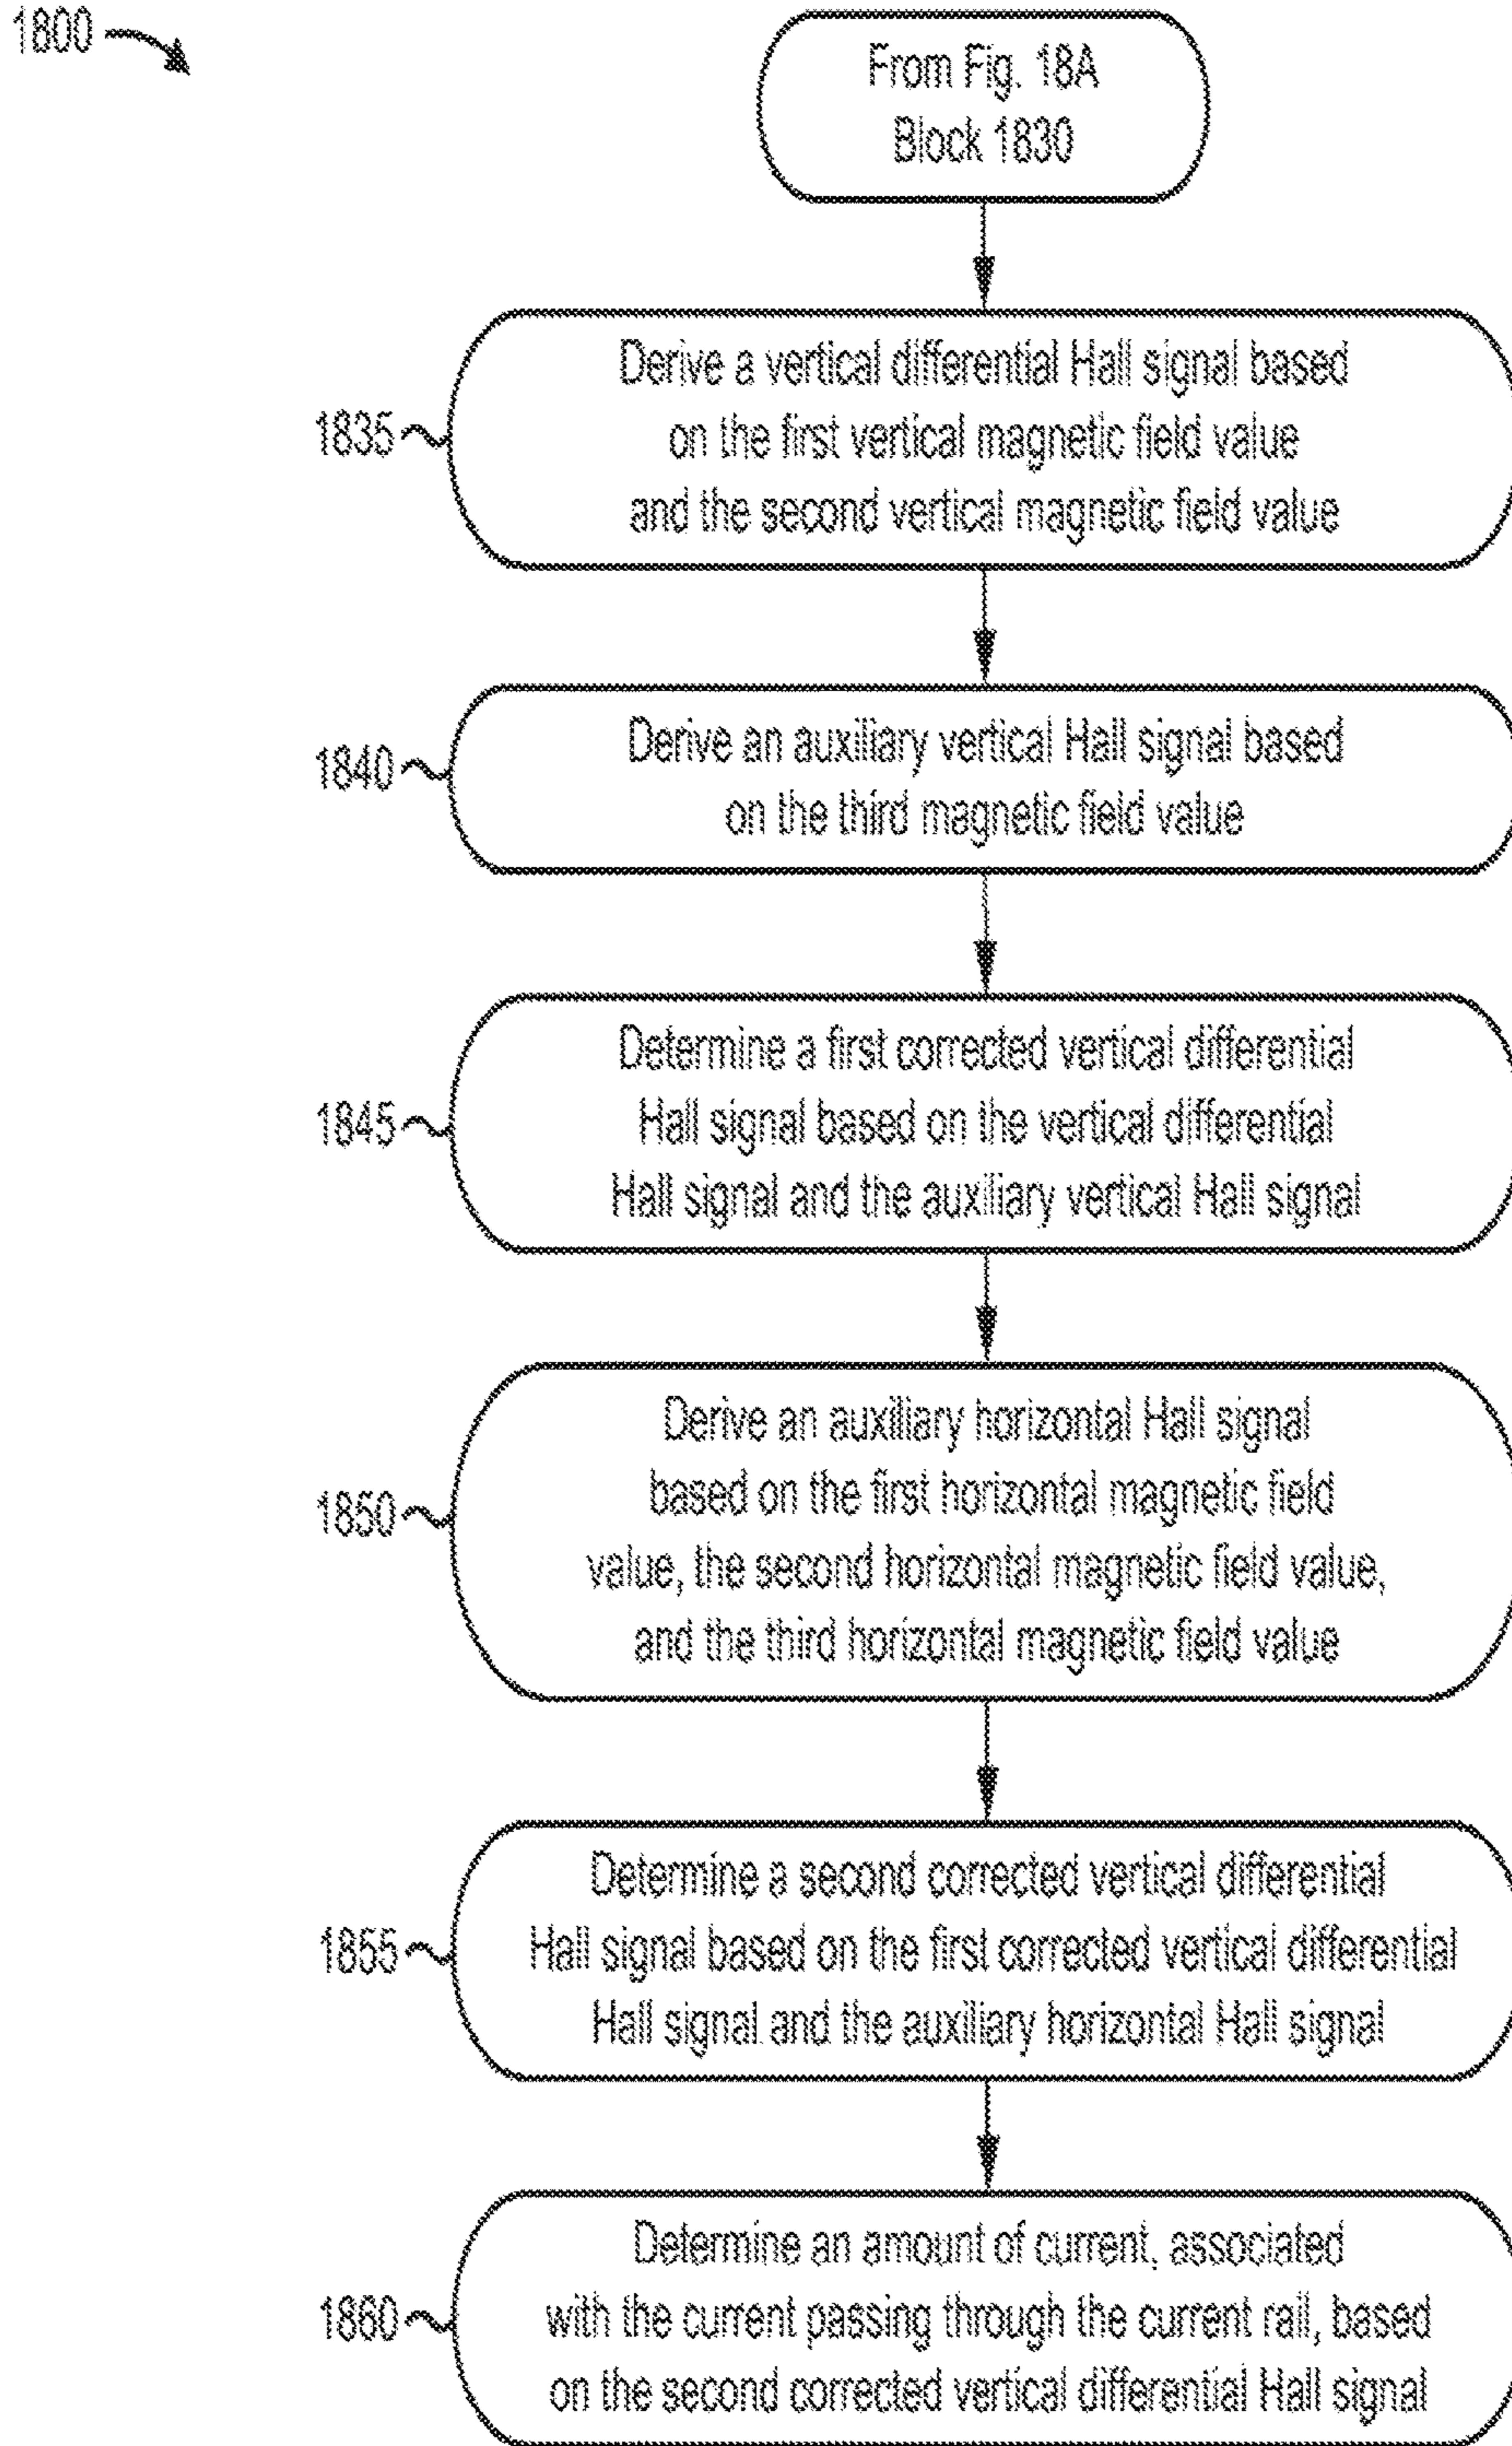 1800
From Fig. 18A
Block 1830
1835
Derive a vertical differential Hall signal based
on the first vertical magnetic field value
and the second vertical magnetic field value
1840
Derive an auxiliary vertical Hall signal based
on the third magnetic field value
1845
Determine a first corrected vertical differential
Hall signal based on the vertical differential
Hall signal and the auxiliary vertical Hall signal
1850
Derive an auxiliary horizontal Hall signal
based on the first horizontal magnetic field
value, the second horizontal magnetic field value,
and the third horizontal magnetic field value
1855
Determine a second corrected vertical differential
Hall signal based on the first corrected vertical differential
Hall signal and the auxiliary horizontal Hall signal
1860
Determine an amount of current, associated
with the current passing through the current rail, based
on the second corrected vertical differential Hall signal